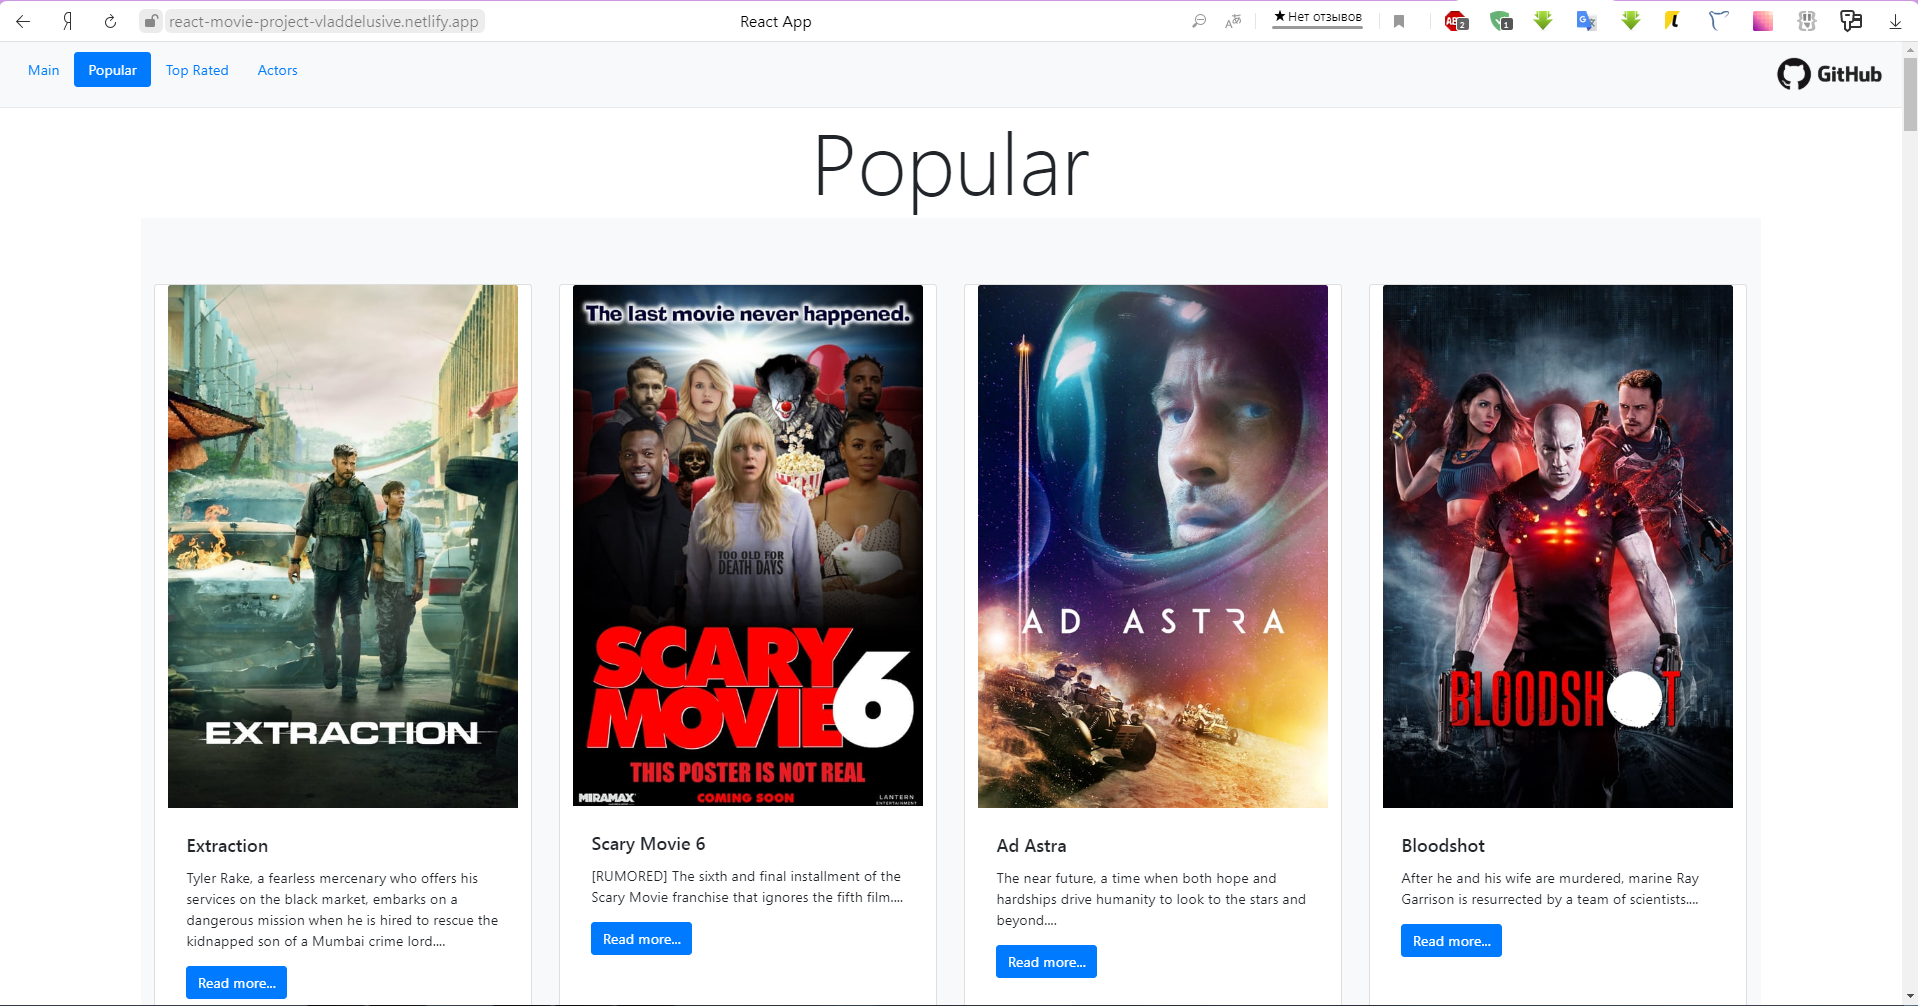 react-movie-project-vladdelusive.netlify.app
React App
★Нет отзывов
Main
Popular
Top Rated
Actors
GitHub
Popular
EXTRACTION
The last movie never happened.
TOO OLD FOR
DEATH DAYS
SCARY
MOVIE 6
THIS POSTER IS NOT REAL
MIRAMAX
COMING SOON
LANTERN
ENTERTAINMENT
AD ASTRA
BLOODSHOT
Extraction
Tyler Rake, a fearless mercenary who offers his
services on the black market, embarks on a
dangerous mission when he is hired to rescue the
kidnapped son of a Mumbai crime lord....
Read more...
Scary Movie 6
[RUMORED] The sixth and final installment of the
Scary Movie franchise that ignores the fifth film....
Read more...
Ad Astra
The near future, a time when both hope and
hardships drive humanity to look to the stars and
beyond....
Read more...
Bloodshot
After he and his wife are murdered, marine Ray
Garrison is resurrected by a team of scientists....
Read more...